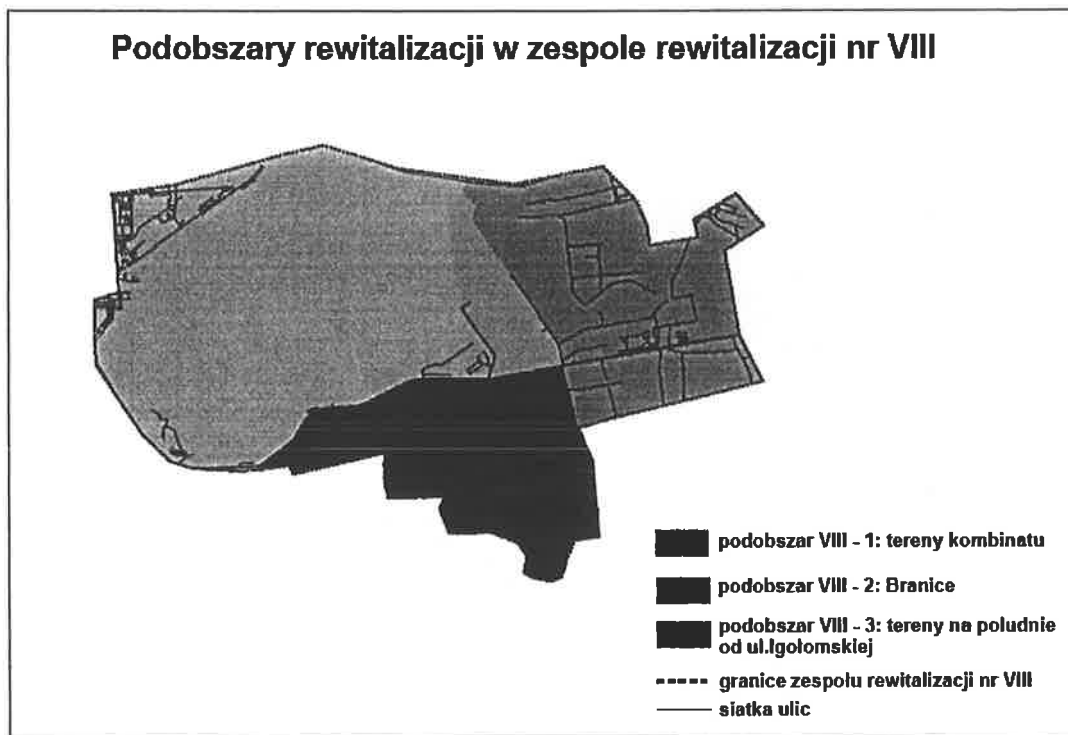 Podobszary rewitalizacji w zespole rewitalizacji nr VIII
podobszar VIII - 1: tereny kombinatu
podobszar VIII - 2: Branice
podobszar VIII - 3: tereny na południe
od ul.Igołomskiej
granice zespołu rewitalizacji nr VIII
siatka ulic